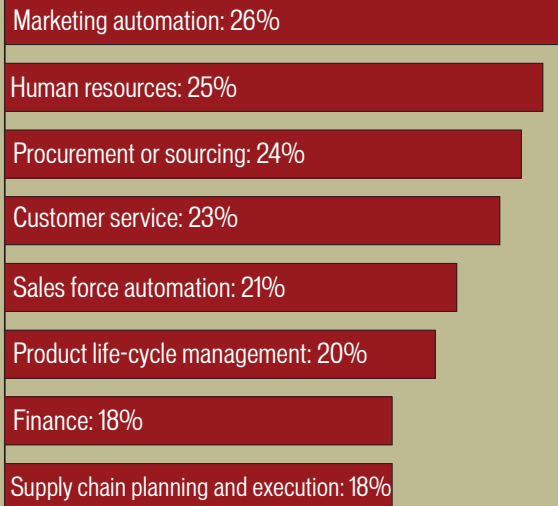 Marketing automation: 26%
Human resources: 25%
Procurement or sourcing: 24%
Customer service: 23%
Sales force automation: 21%
Product life-cycle management: 20%
Finance: 18%
Supply chain planning and execution: 18%